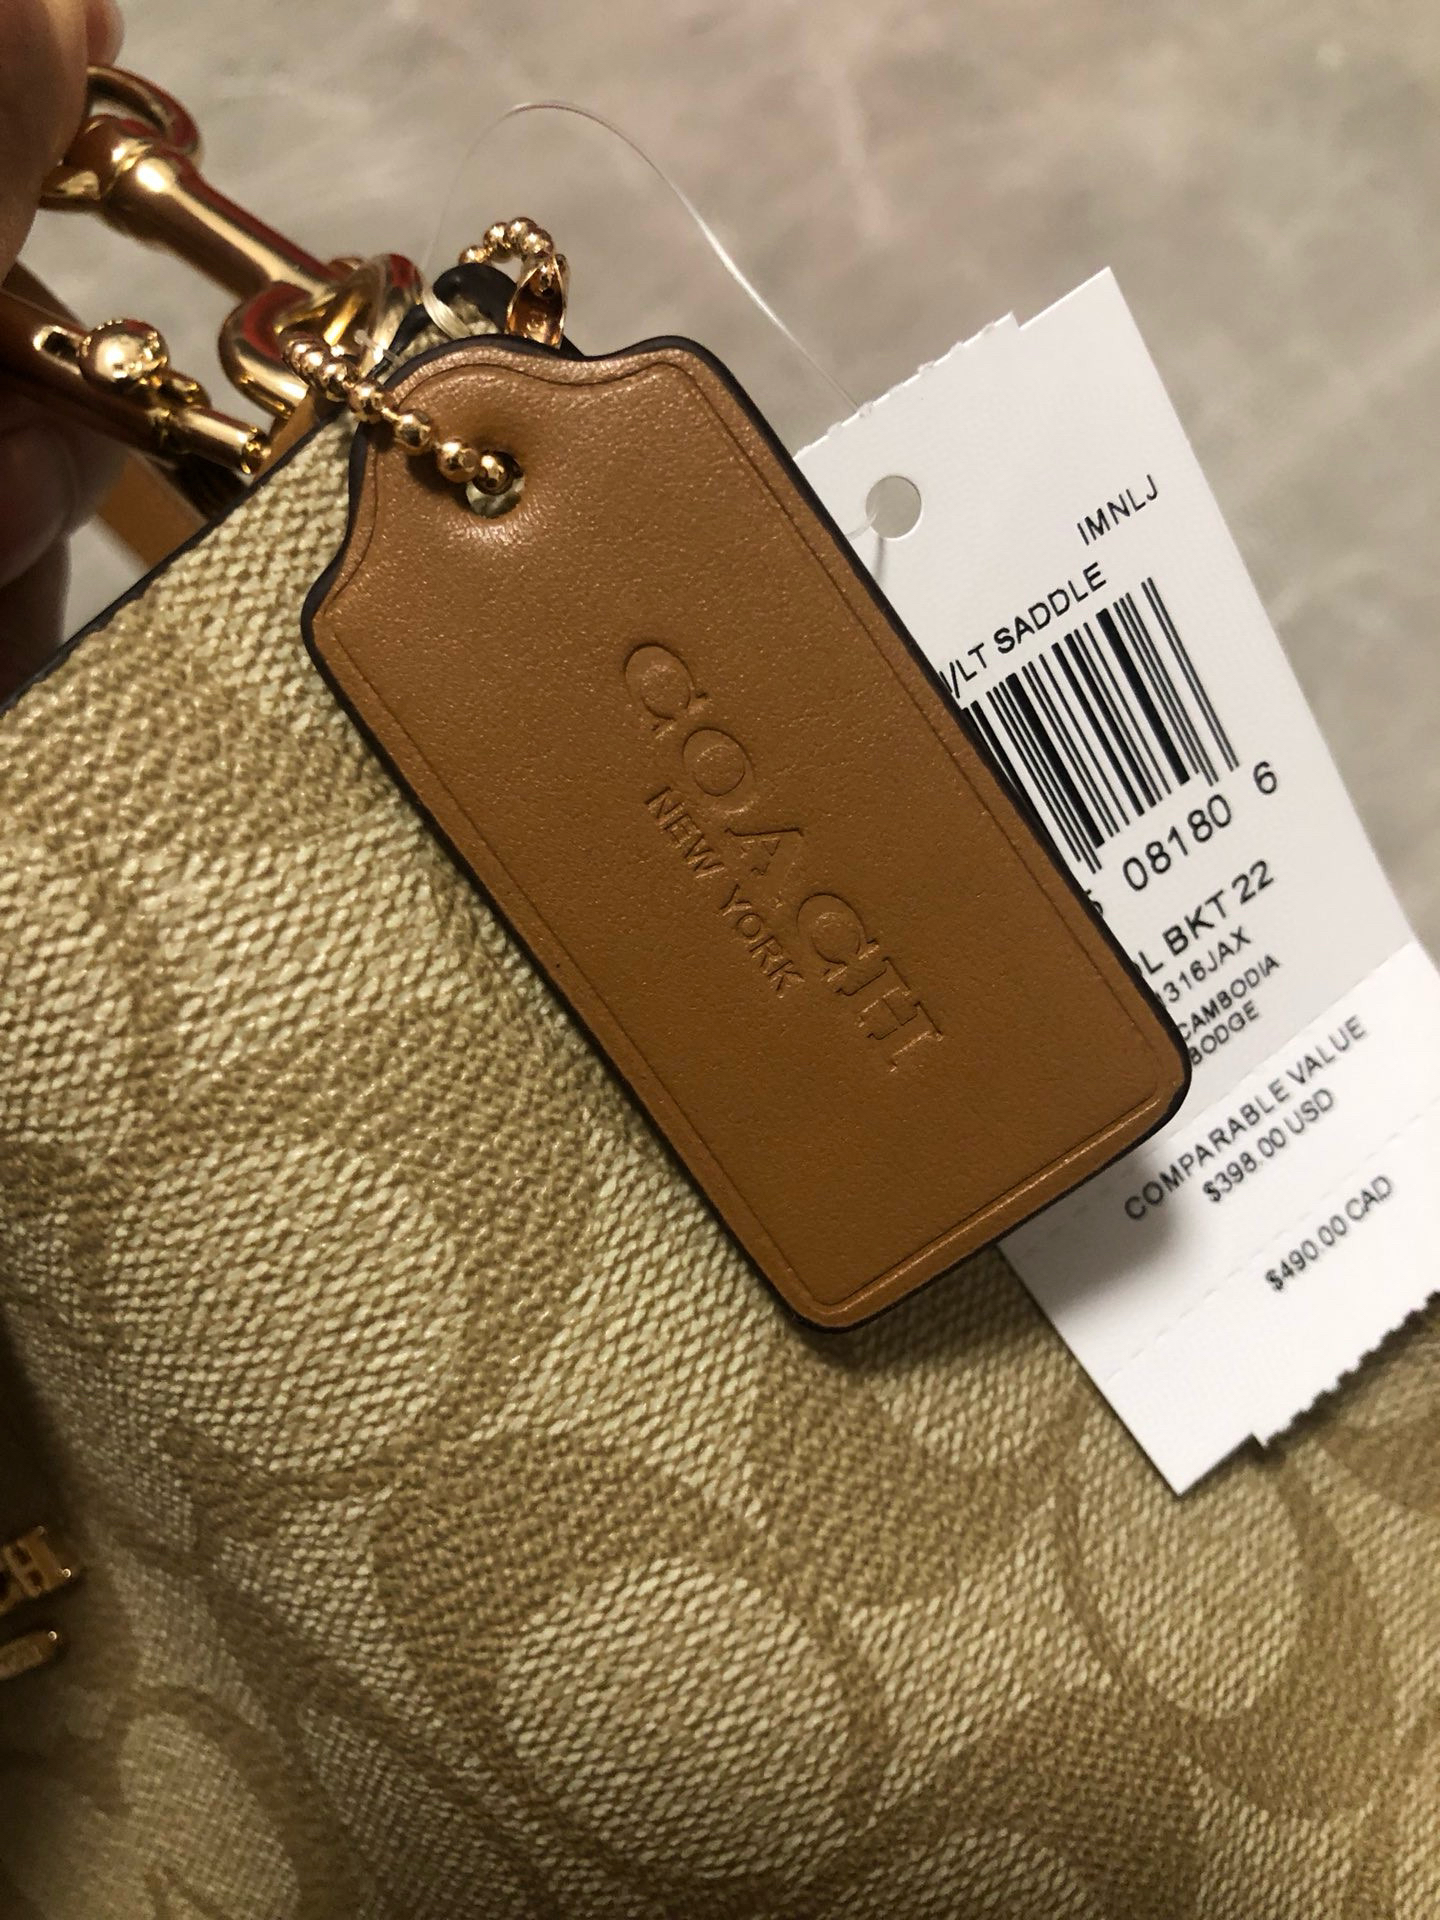 COACH
NEW YORK
IMNLJ
/LT SADDLE
08180 6
L BKT 22
316JAX
CAMBODIA
BODGE
COMPARABLE VALUE
$398.00 USD
$490.00 CAD
CH